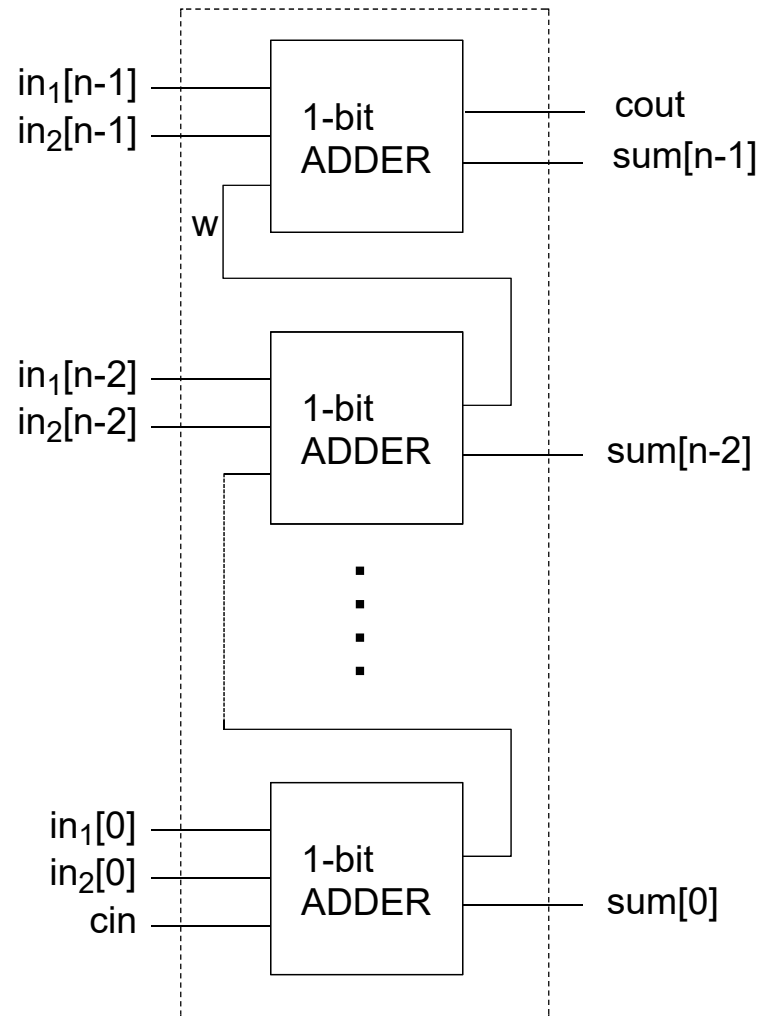 in₁[n-1]
in₂[n-1]
1-bit
ADDER
cout
sum[n-1]
w
in₁[n-2]
in₂[n-2]
1-bit
ADDER
sum[n-2]
in₁[0]
in₂[0]
cin
1-bit
ADDER
sum[0]